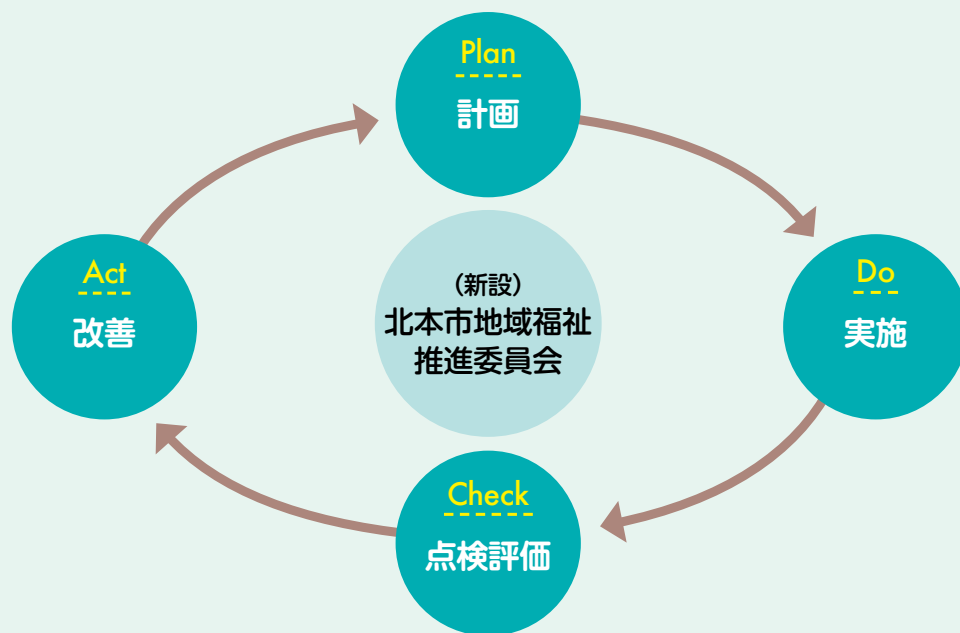 Plan
計画
Act
改善
（新設）
北本市地域福祉
推進委員会
Do
実施
Check
点検評価